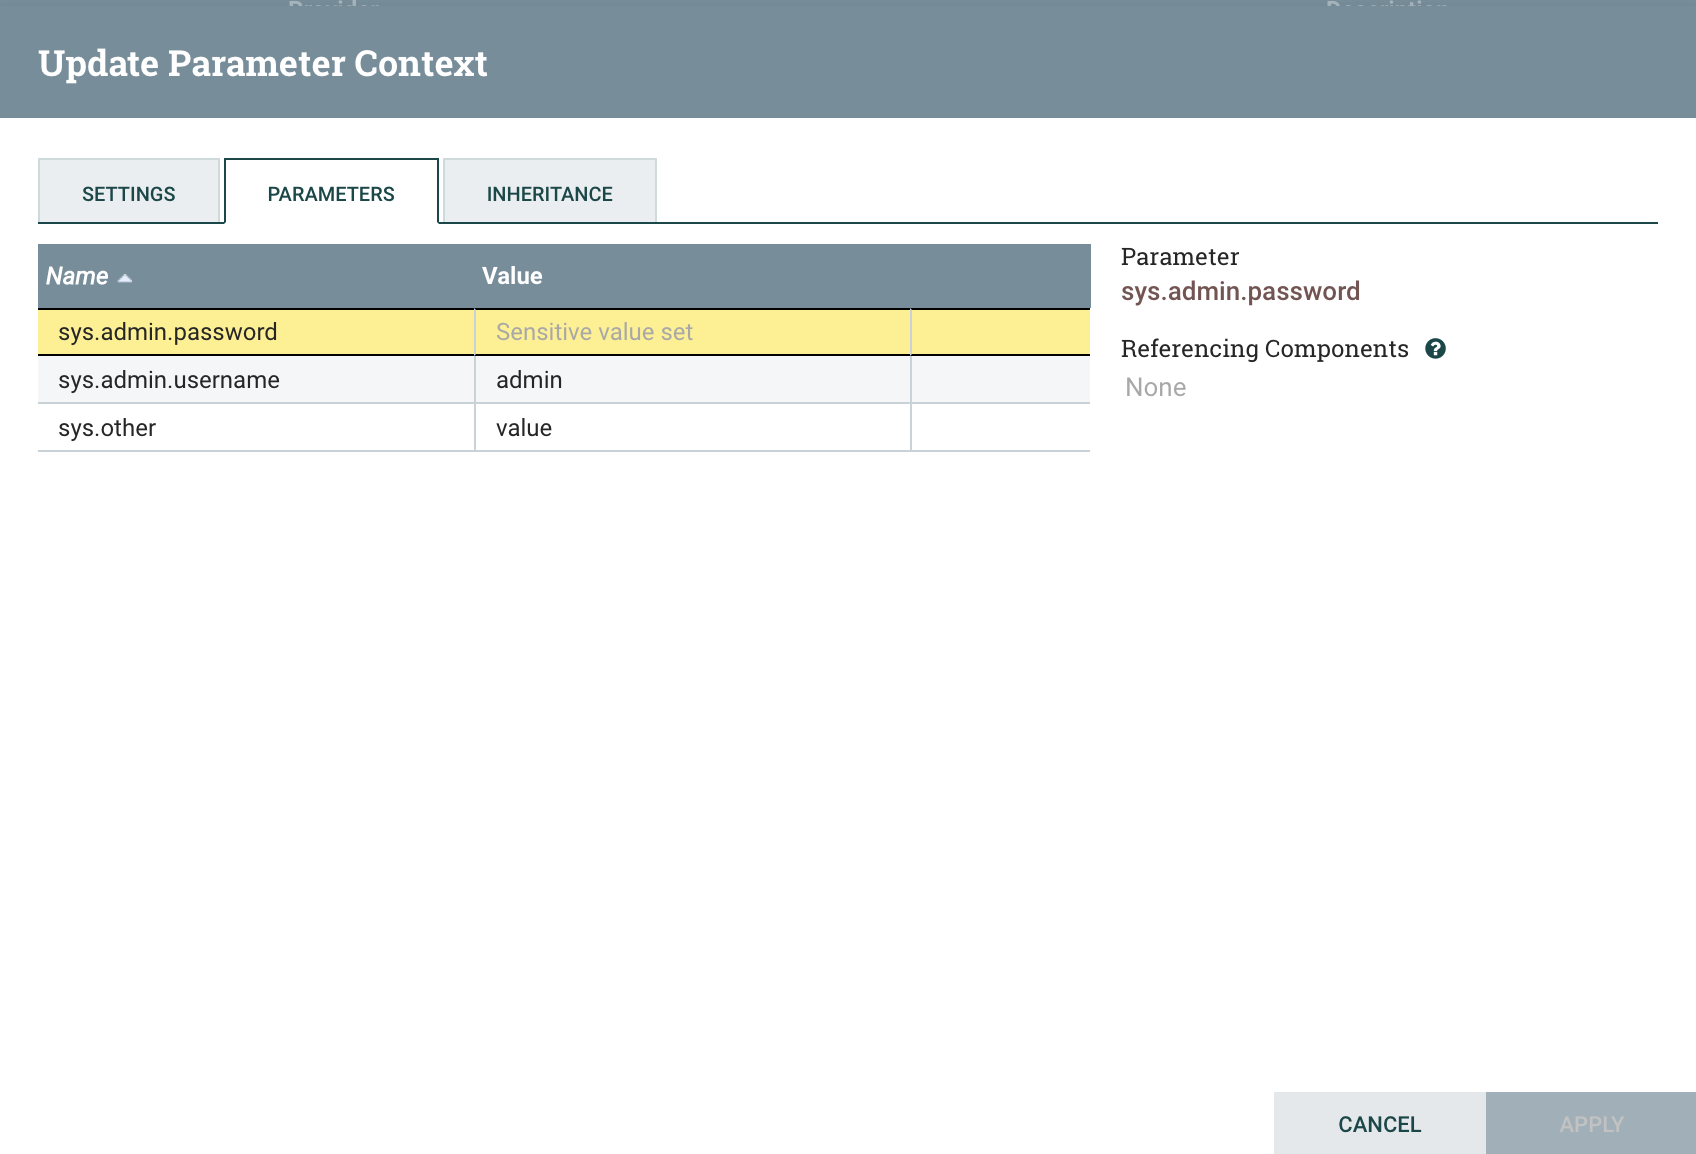 Update Parameter Context
SETTINGS
PARAMETERS
INHERITANCE
Name
Value
sys.admin.password
Sensitive value set
sys.admin.username
admin
sys.other
value
Parameter
sys.admin.password
Referencing Components
None
CANCEL
APPLY